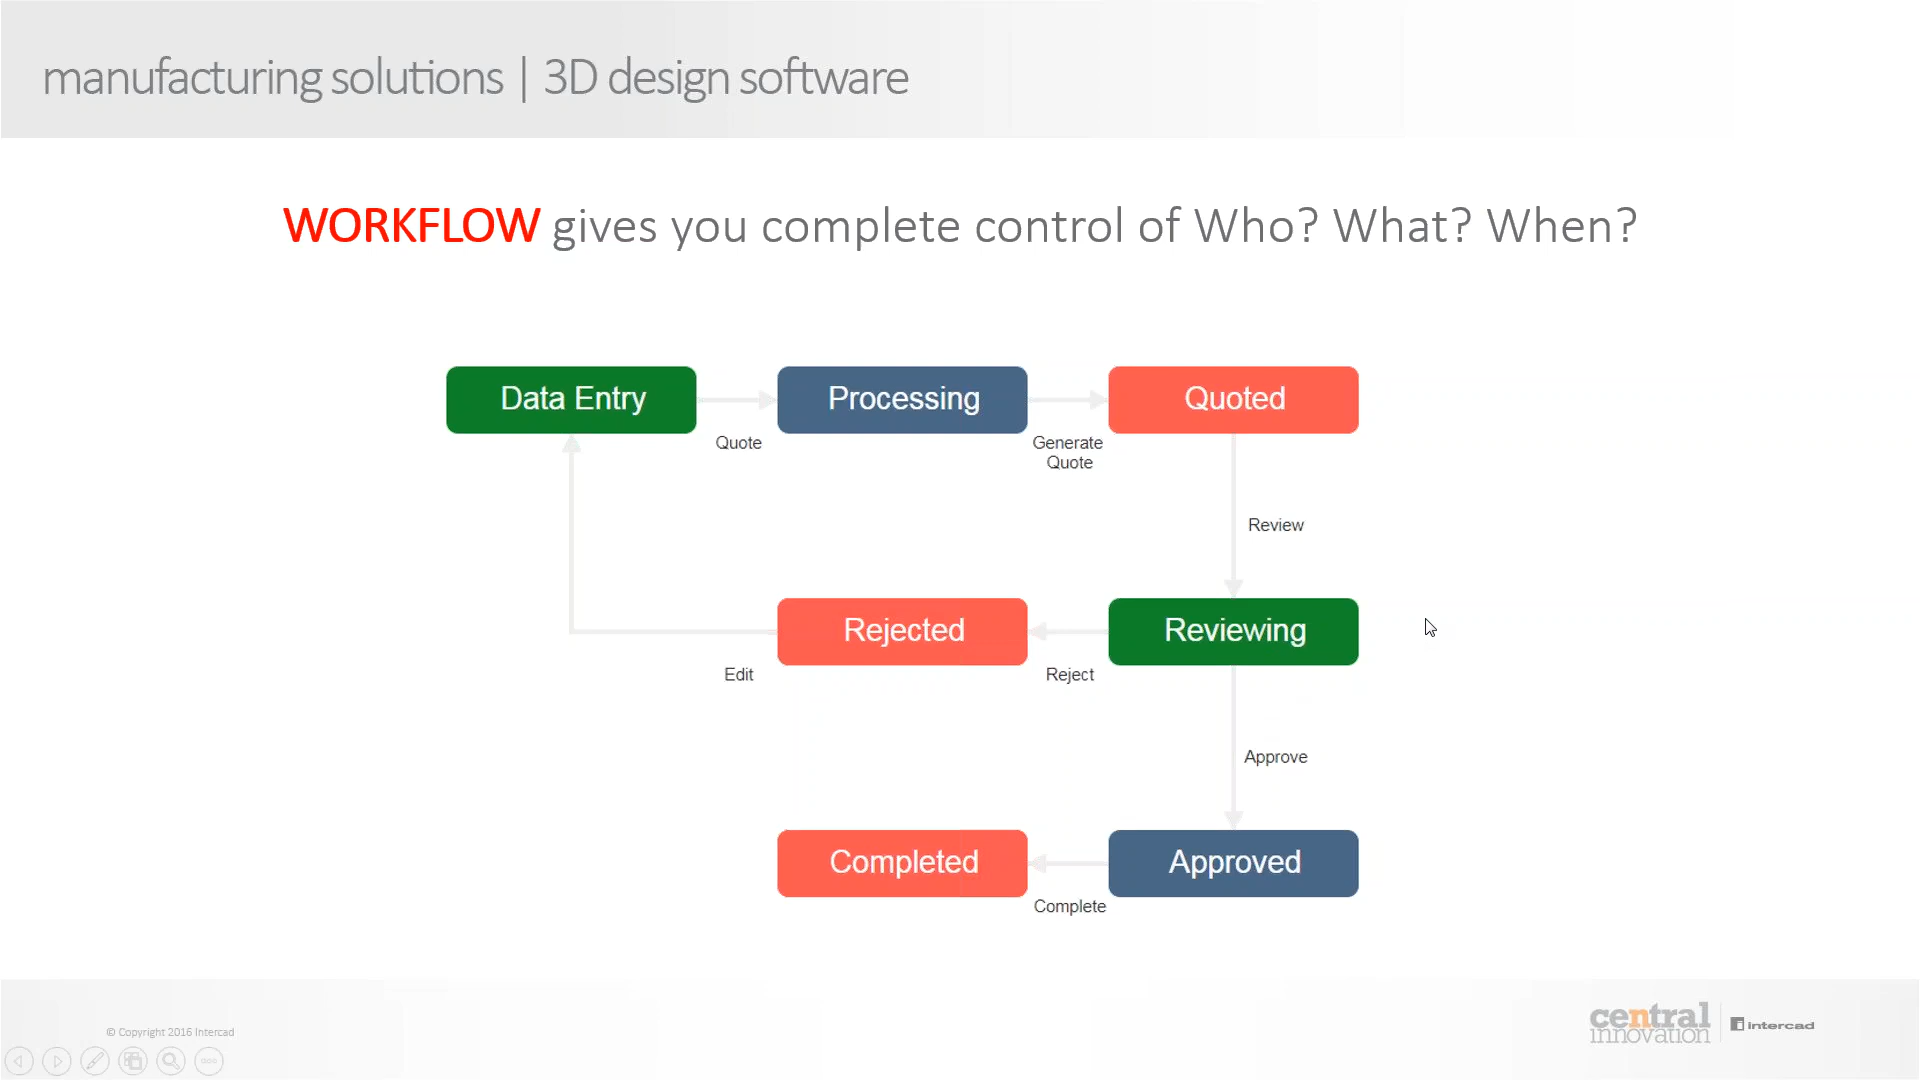 manufacturing solutions | 3D design software
WORKFLOW gives you complete control of Who? What? When?
Data Entry
Processing
Quoted
Quote
Generate
Quote
Review
Rejected
Reviewing
Edit
Reject
Approve
Completed
Approved
Complete
© Copyright 2016 Intercad
central
innovation
intercad